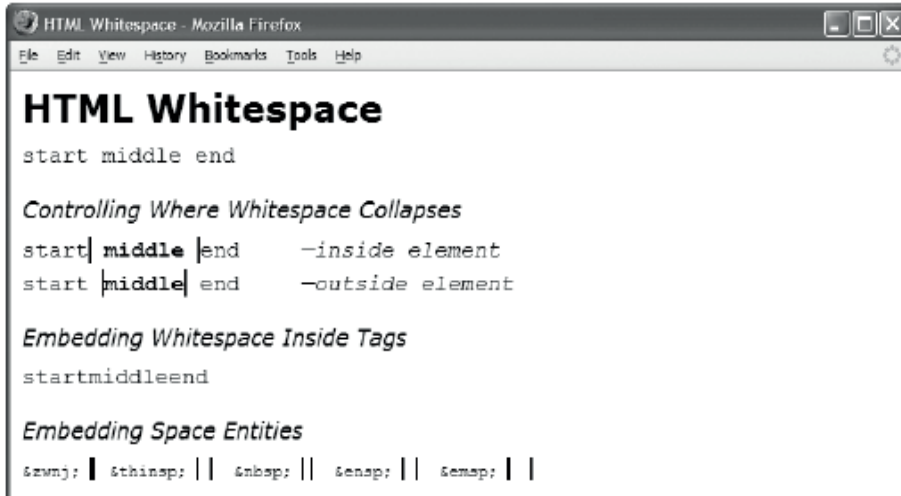 HTML Whitespace - Mozilla Firefox
File Edit View History Bookmarks Tools Help
HTML Whitespace
start middle end
Controlling Where Whitespace Collapses
start middle end —inside element
start middle end —outside element
Embedding Whitespace Inside Tags
startmiddleend
Embedding Space Entities
&zwnj; &thinsp; &nbsp; &ensp; &emsp;